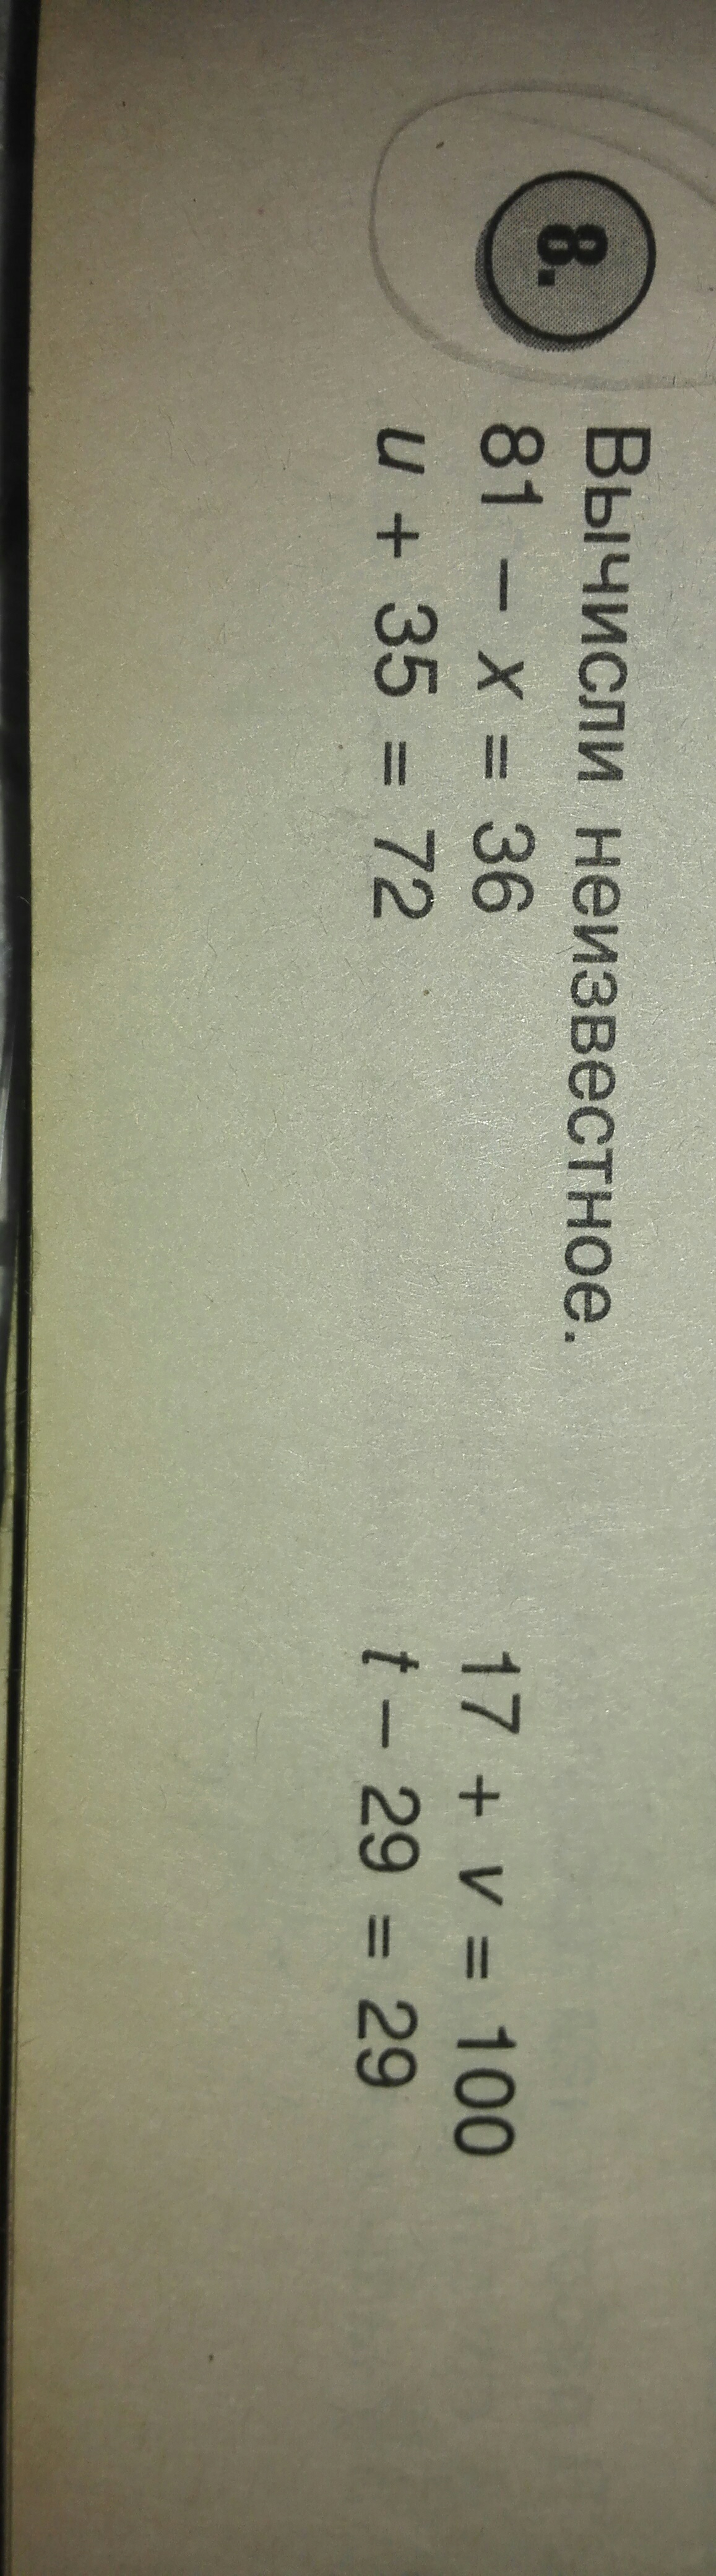 8. Вычисли неизвестное.
81 – x = 36 17 + v = 100
u + 35 = 72 t – 29 = 29